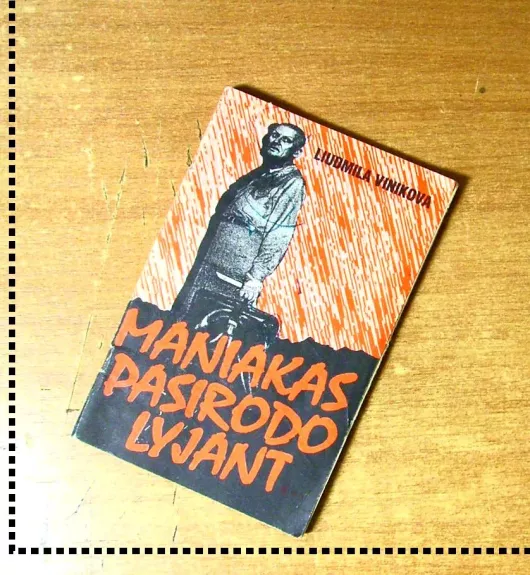 LIUDMILA VINIKOVA
MANIAKAS
PASIRODO
LYJANT...